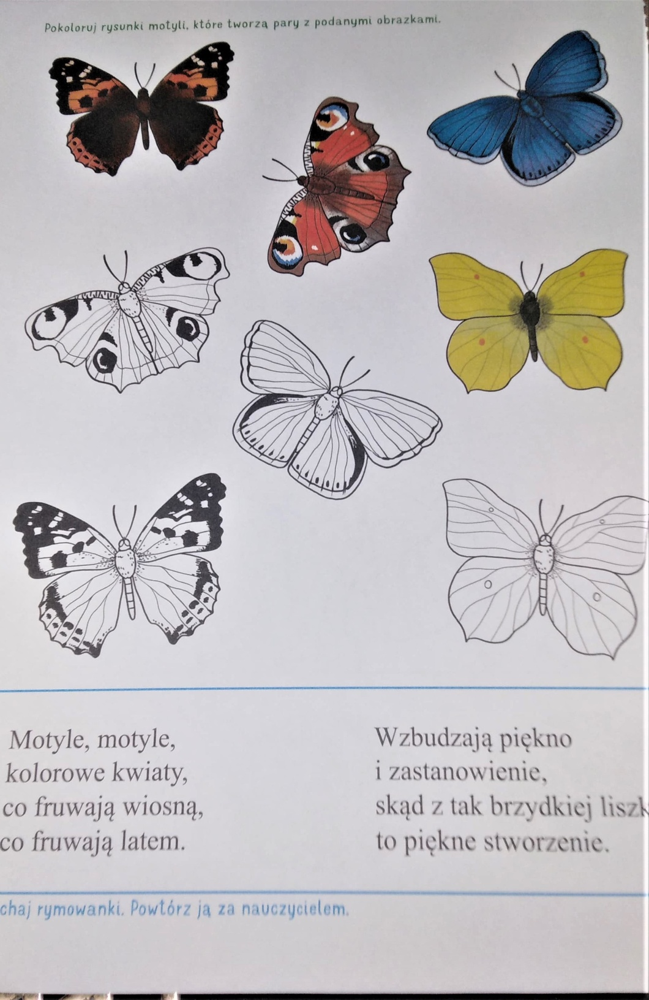 Pokoloruj rysunki motyli, które tworzą pary z podanymi obrazkami.
Motyle, motyle,
kolorowe kwiaty,
co fruwają wiosną,
co fruwają latem.
Wzbudzają piękno
i zastanowienie,
skąd z tak brzydkiej liszk
to piękne stworzenie.
chaj rymowanki. Powtórz ją za nauczycielem.